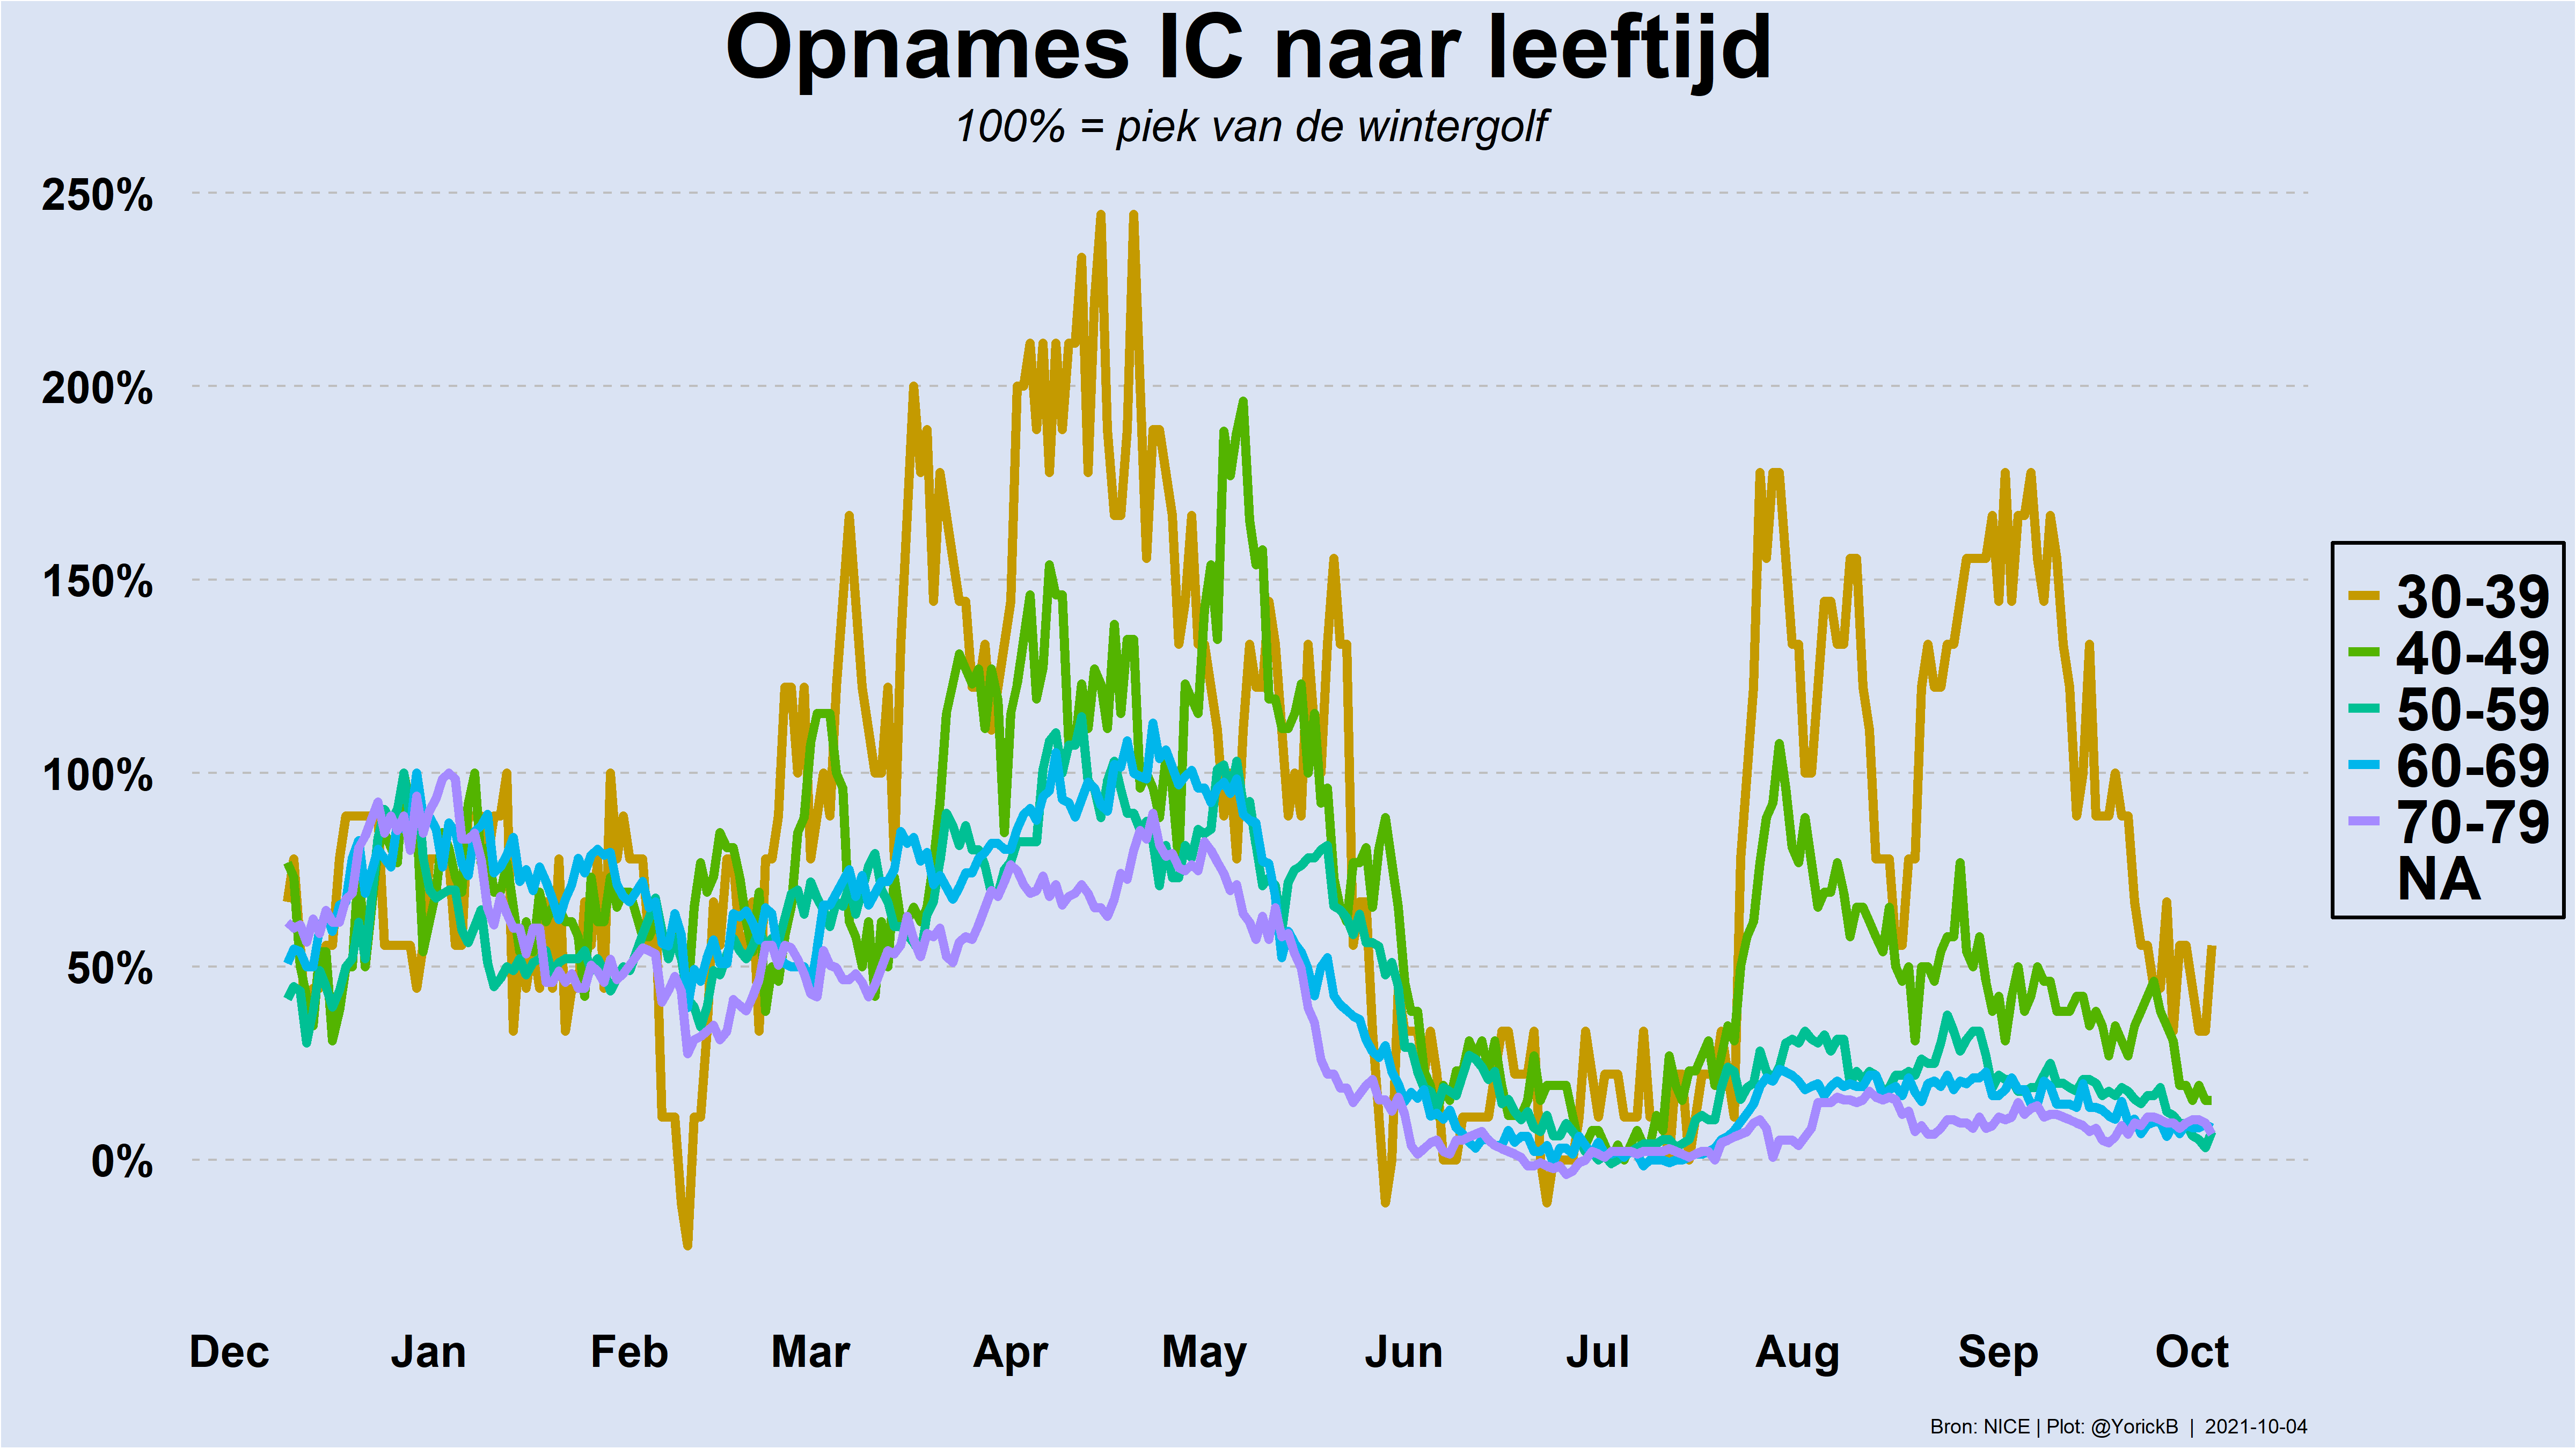 Opnames IC naar leeftijd
100% = piek van de wintergolf
250%
200%
150%
100%
50%
0%
30-39
40-49
50-59
60-69
70-79
NA
Dec Jan Feb Mar Apr May Jun Jul Aug Sep Oct
Bron: NICE | Plot: @YorickB | 2021-10-04